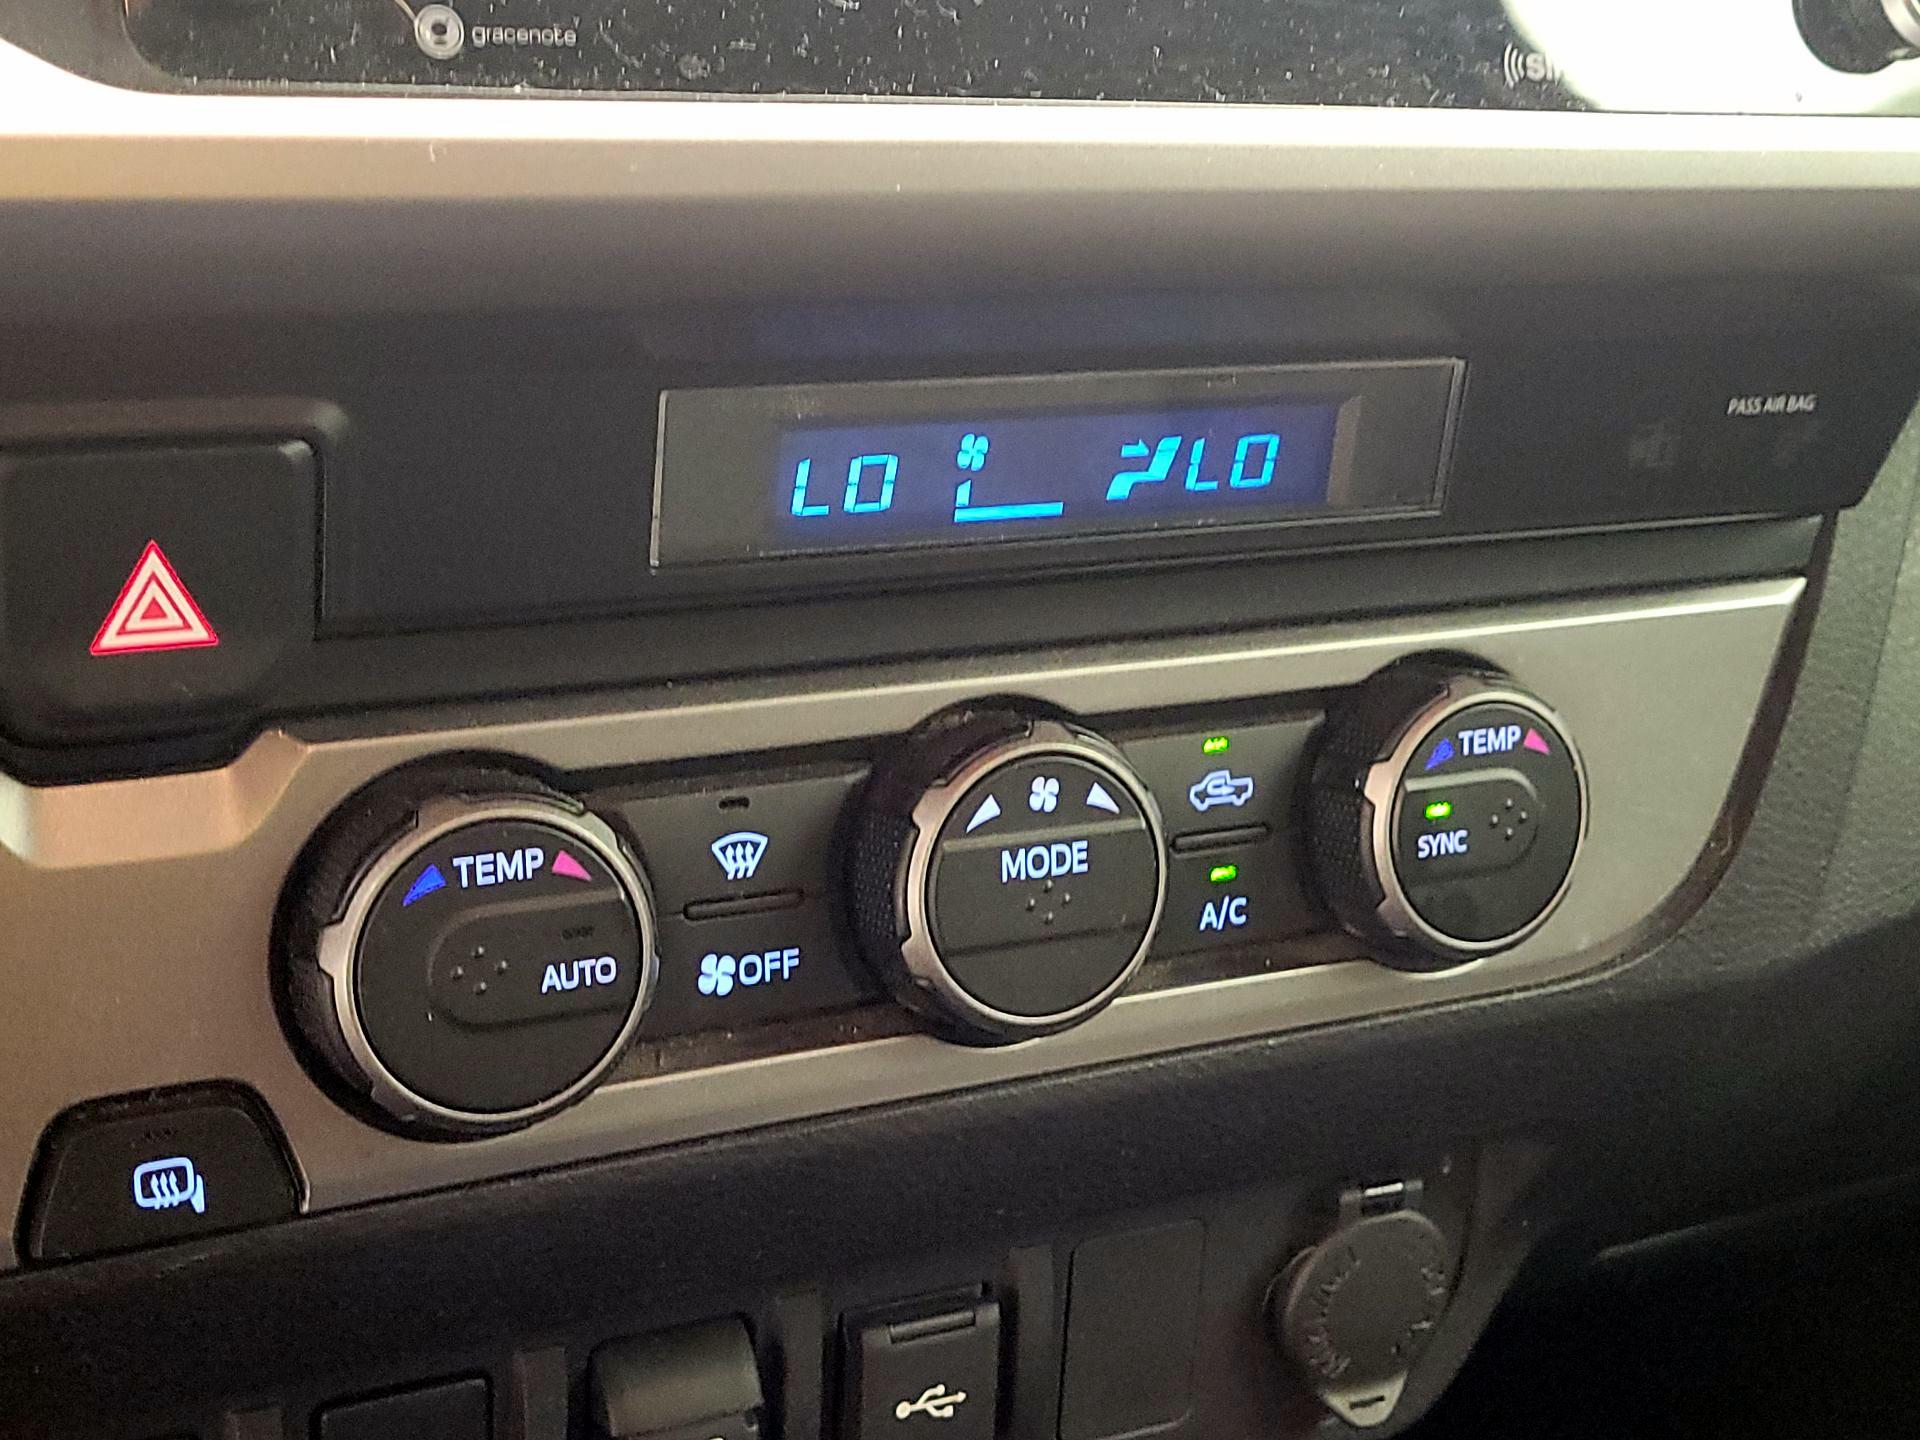 gracenote
PASS AIR BAG
LO LO
TEMP
AUTO
OFF
MODE
A/C
TEMP
SYNC